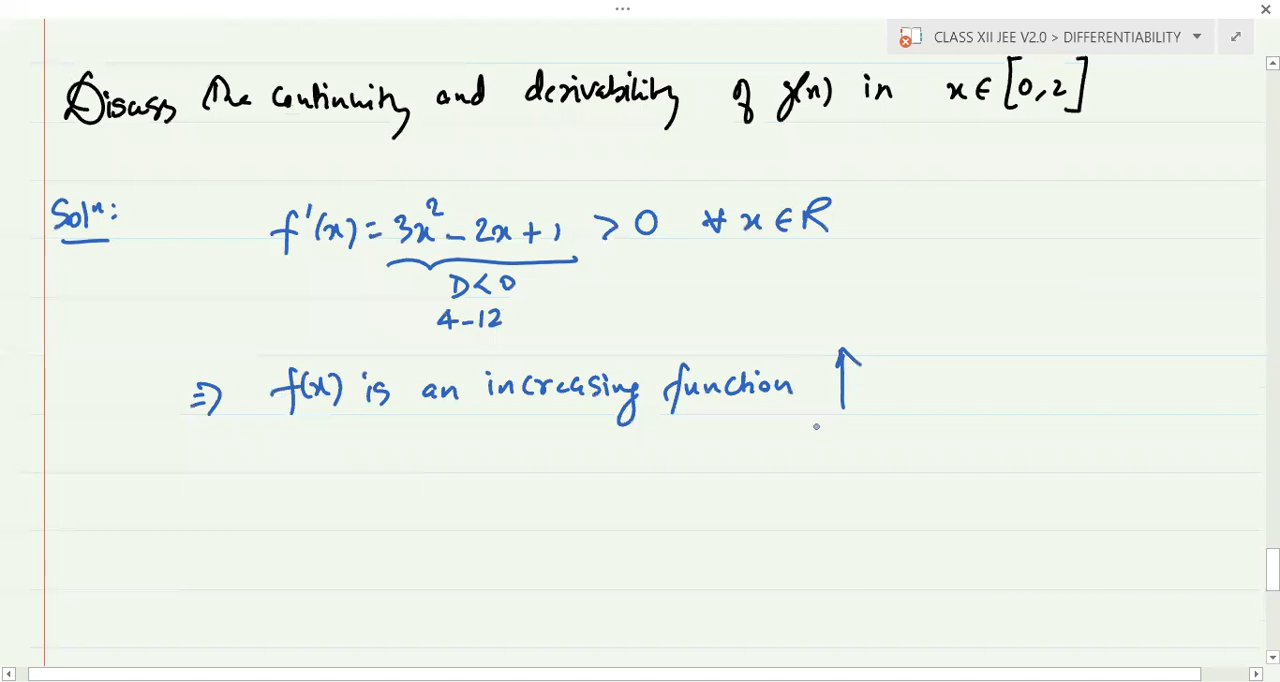 CLASS XII JEE V2.0 > DIFFERENTIABILITY
Discuss the continuity and derivability of g(x) in x ∈ [0,2]
Solⁿ: f'(x) = 3x² - 2x + 1 > 0 ∀ x ∈ R
D < 0
4-12
⇒ f(x) is an increasing function ↑